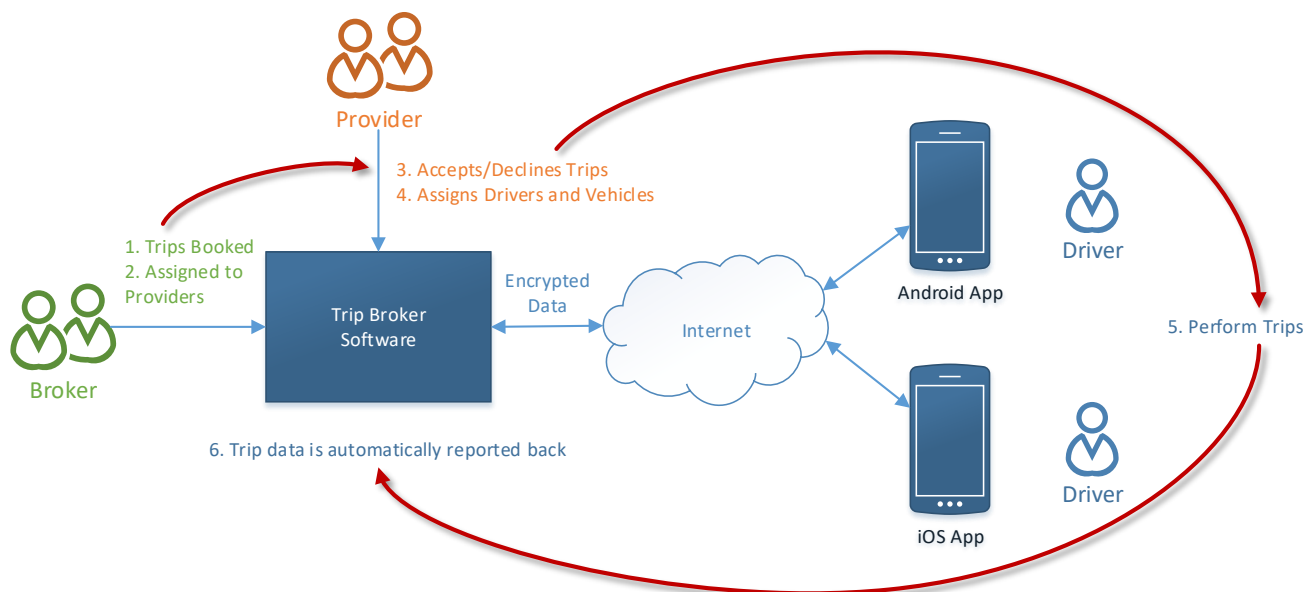 Provider
3. Accepts/Declines Trips
4. Assigns Drivers and Vehicles
1. Trips Booked
2. Assigned to
Providers
Broker
Trip Broker
Software
Encrypted
Data
Internet
Android App
Driver
5. Perform Trips
iOS App
Driver
6. Trip data is automatically reported back